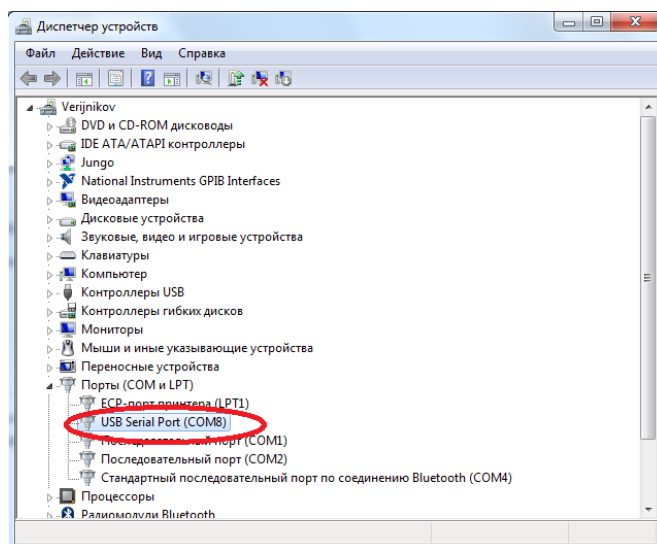 Диспетчер устройств
Файл Действие Вид Справка
Verijnikov
DVD и CD-ROM дисководы
IDE ATA/ATAPI контроллеры
Jungo
National Instruments GPIB Interfaces
Видеоадаптеры
Дисковые устройства
Звуковые, видео и игровые устройства
Клавиатуры
Компьютер
Контроллеры USB
Контроллеры гибких дисков
Мониторы
Мыши и иные указывающие устройства
Переносные устройства
Порты (COM и LPT)
ECP-порт принтера (LPT1)
USB Serial Port (COM8)
Последовательный порт (COM1)
Последовательный порт (COM2)
Стандартный последовательный порт по соединению Bluetooth (COM4)
Процессоры
Радиомодули Bluetooth